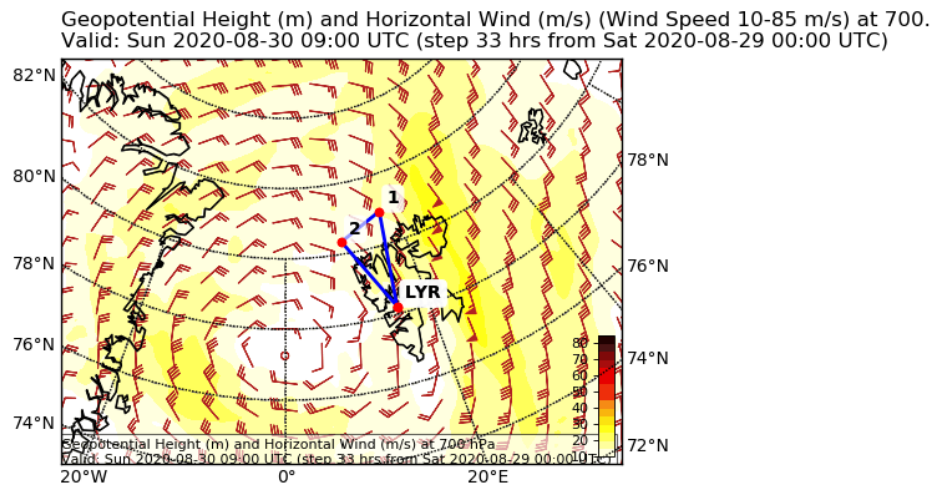 Geopotential Height (m) and Horizontal Wind (m/s) (Wind Speed 10-85 m/s) at 700.
Valid: Sun 2020-08-30 09:00 UTC (step 33 hrs from Sat 2020-08-29 00:00 UTC)
82°N
80°N
78°N
76°N
74°N
78°N
76°N
74°N
72°N
1
2
LYR
80
70
60
50
40
30
20
10
Geopotential Height (m) and Horizontal Wind (m/s) at 700 hPa
Valid: Sun 2020-08-30 09:00 UTC (step 33 hrs from Sat 2020-08-29 00:00 UTC)
20°W
0°
20°E